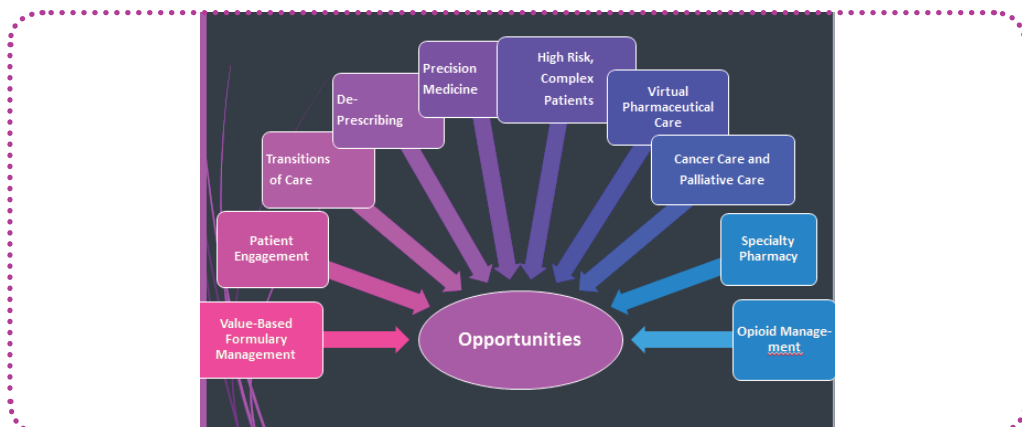 Value-Based
Formulary
Management
Patient
Engagement
Transitions
of Care
De-
Prescribing
Precision
Medicine
High Risk,
Complex
Patients
Virtual
Pharmaceutical
Care
Cancer Care and
Palliative Care
Specialty
Pharmacy
Opioid Manage-
ment
Opportunities